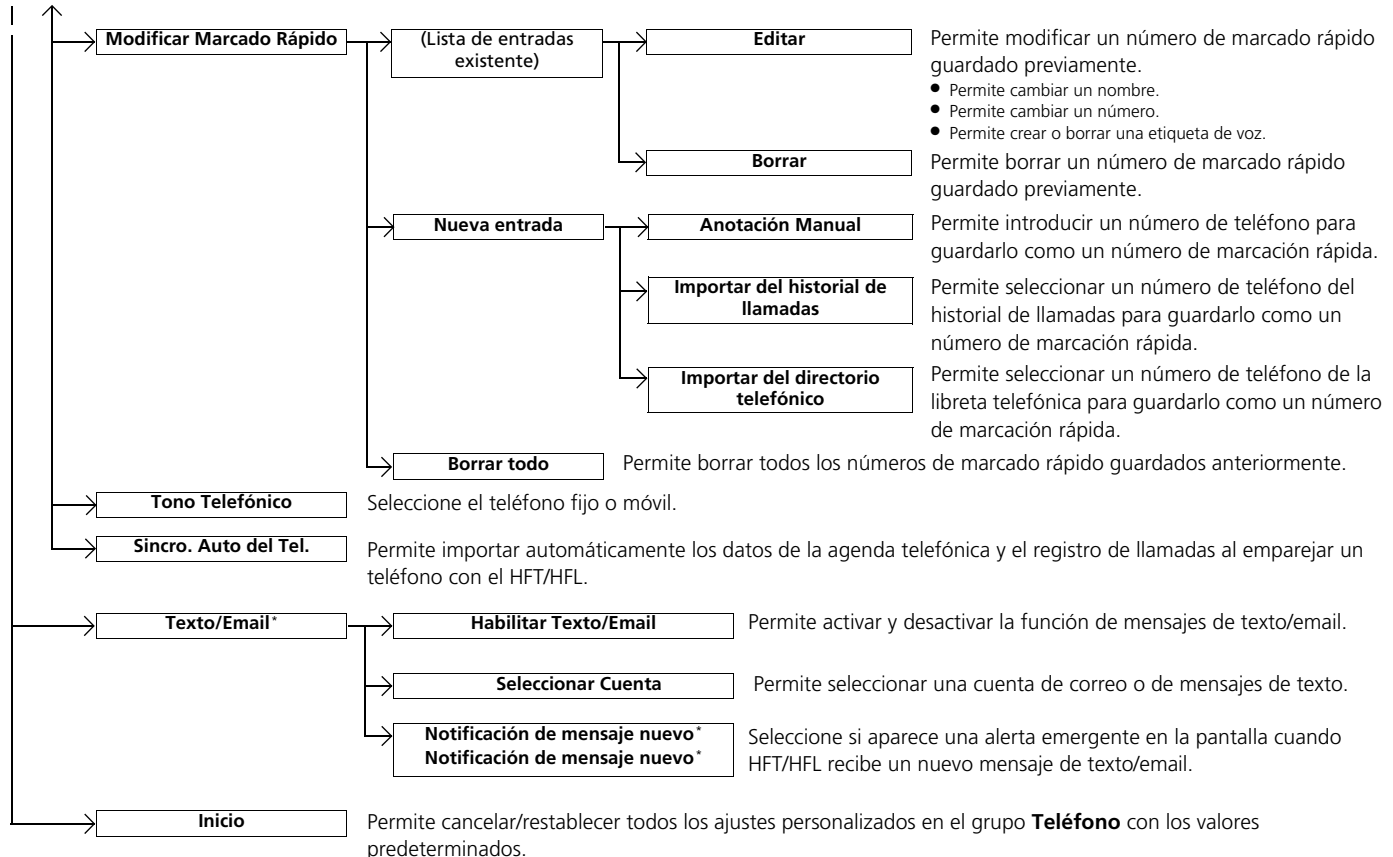 Modificar Marcado Rápido
(Lista de entradas
existente)
Editar
Permite modificar un número de marcado rápido
guardado previamente.
● Permite cambiar un nombre.
● Permite cambiar un número.
● Permite crear o borrar una etiqueta de voz.
Borrar
Permite borrar un número de marcado rápido
guardado previamente.
Nueva entrada
Anotación Manual
Permite introducir un número de teléfono para
guardarlo como un número de marcación rápida.
Importar del historial de
llamadas
Permite seleccionar un número de teléfono del
historial de llamadas para guardarlo como un
número de marcación rápida.
Importar del directorio
telefónico
Permite seleccionar un número de teléfono de la
libreta telefónica para guardarlo como un número
de marcación rápida.
Borrar todo
Permite borrar todos los números de marcado rápido guardados anteriormente.
Tono Telefónico
Seleccione el teléfono fijo o móvil.
Sincro. Auto del Tel.
Permite importar automáticamente los datos de la agenda telefónica y el registro de llamadas al emparejar un
teléfono con el HFT/HFL.
Texto/Email*
Habilitar Texto/Email
Permite activar y desactivar la función de mensajes de texto/email.
Seleccionar Cuenta
Permite seleccionar una cuenta de correo o de mensajes de texto.
Notificación de mensaje nuevo*
Notificación de mensaje nuevo*
Seleccione si aparece una alerta emergente en la pantalla cuando
HFT/HFL recibe un nuevo mensaje de texto/email.
Inicio
Permite cancelar/restablecer todos los ajustes personalizados en el grupo Teléfono con los valores
predeterminados.